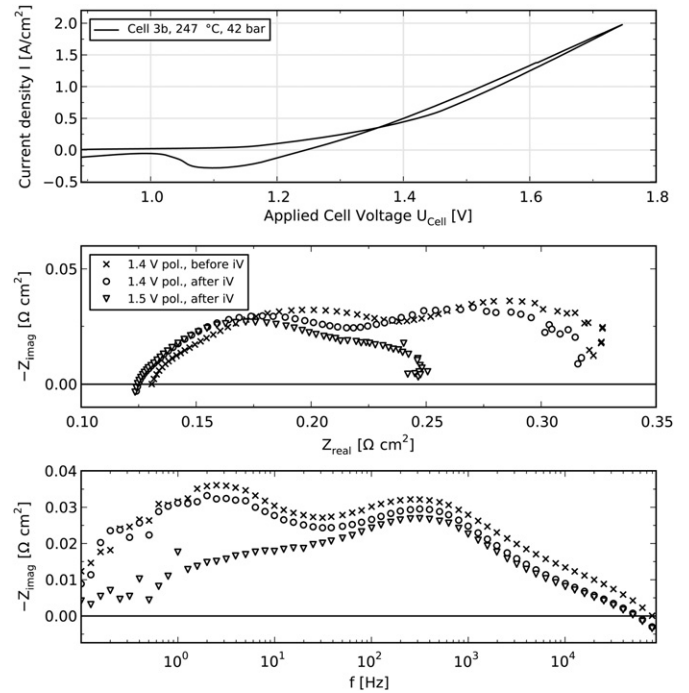 Current density I [A/cm²]
2.0
1.5
1.0
0.5
0.0
−0.5
Cell 3b, 247 °C, 42 bar
1.0 1.2 1.4 1.6 1.8
Applied Cell Voltage U_Cell [V]
−Z_imag [Ω cm²]
0.05
0.00
1.4 V pol., before iV
1.4 V pol., after iV
1.5 V pol., after iV
0.10 0.15 0.20 0.25 0.30 0.35
Z_real [Ω cm²]
−Z_imag [Ω cm²]
0.04
0.03
0.02
0.01
0.00
10⁰ 10¹ 10² 10³ 10⁴
f [Hz]